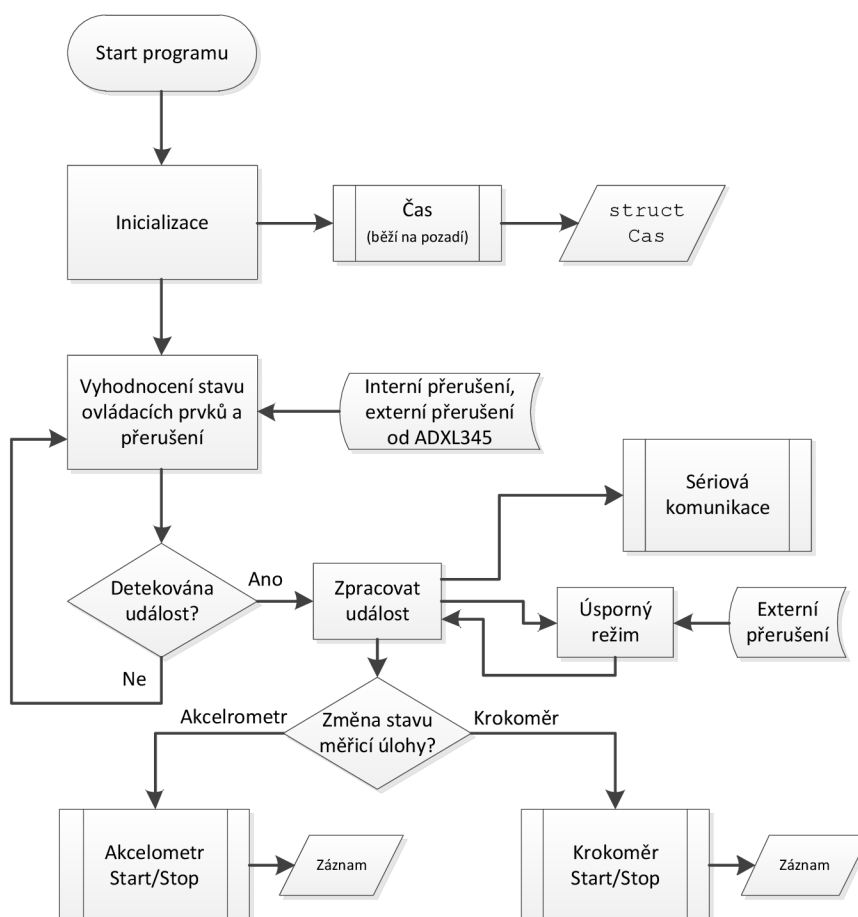 Start programu
Inicializace
Čas
(běží na pozadí)
struct
Cas
Vyhodnocení stavu
ovládacích prvků a
přerušení
Interní přerušení,
externí přerušení
od ADXL345
Sériová
komunikace
Detekována
událost?
Ano
Ne
Zpracovat
událost
Úsporný
režim
Externí
přerušení
Změna stavu
měřicí úlohy?
Akcelrometr
Krokoměr
Akcelometr
Start/Stop
Záznam
Krokoměr
Start/Stop
Záznam